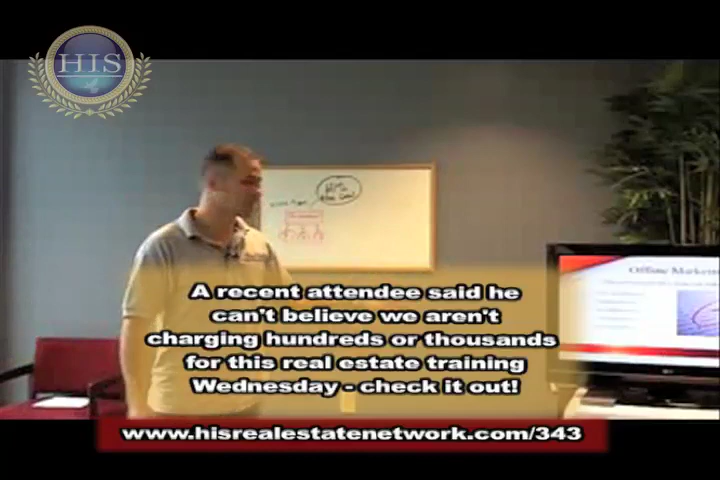 HIS
Offline Market
A recent attendee said he
can't believe we aren't
charging hundreds or thousands
for this real estate training
Wednesday - check it out!
www.hisrealestatenetwork.com/343